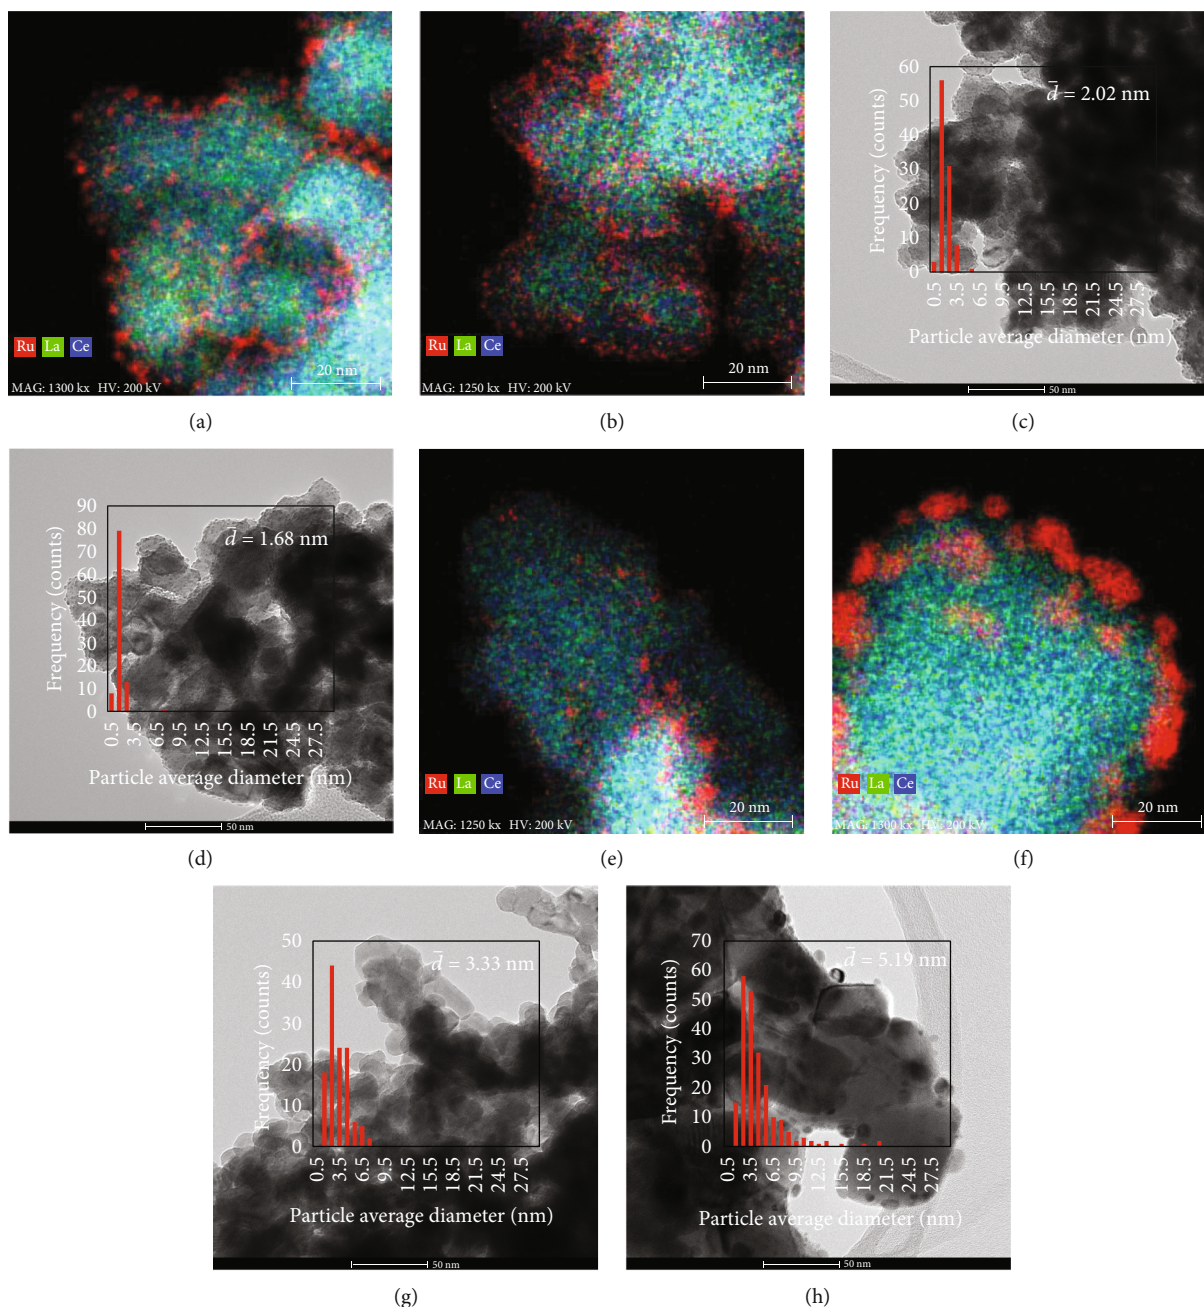 Ru La Ce
20 nm
MAG: 1300 kx HV: 200 kV
(a)
Ru La Ce
20 nm
MAG: 1250 kx HV: 200 kV
(b)
60
50
40
30
20
10
0
Frequency (counts)
d̄ = 2.02 nm
0.5
3.5
6.5
9.5
12.5
15.5
18.5
21.5
24.5
27.5
Particle average diameter (nm)
50 nm
(c)
90
80
70
60
50
40
30
20
10
0
Frequency (counts)
d̄ = 1.68 nm
0.5
3.5
6.5
9.5
12.5
15.5
18.5
21.5
24.5
27.5
Particle average diameter (nm)
50 nm
(d)
Ru La Ce
20 nm
MAG: 1250 kx HV: 200 kV
(e)
Ru La Ce
20 nm
MAG: 1300 kx HV: 200 kV
(f)
50
40
30
20
10
0
Frequency (counts)
d̄ = 3.33 nm
0.5
3.5
6.5
9.5
12.5
15.5
18.5
21.5
24.5
27.5
Particle average diameter (nm)
50 nm
(g)
70
60
50
40
30
20
10
0
Frequency (counts)
d̄ = 5.19 nm
0.5
3.5
6.5
9.5
12.5
15.5
18.5
21.5
24.5
27.5
Particle average diameter (nm)
50 nm
(h)